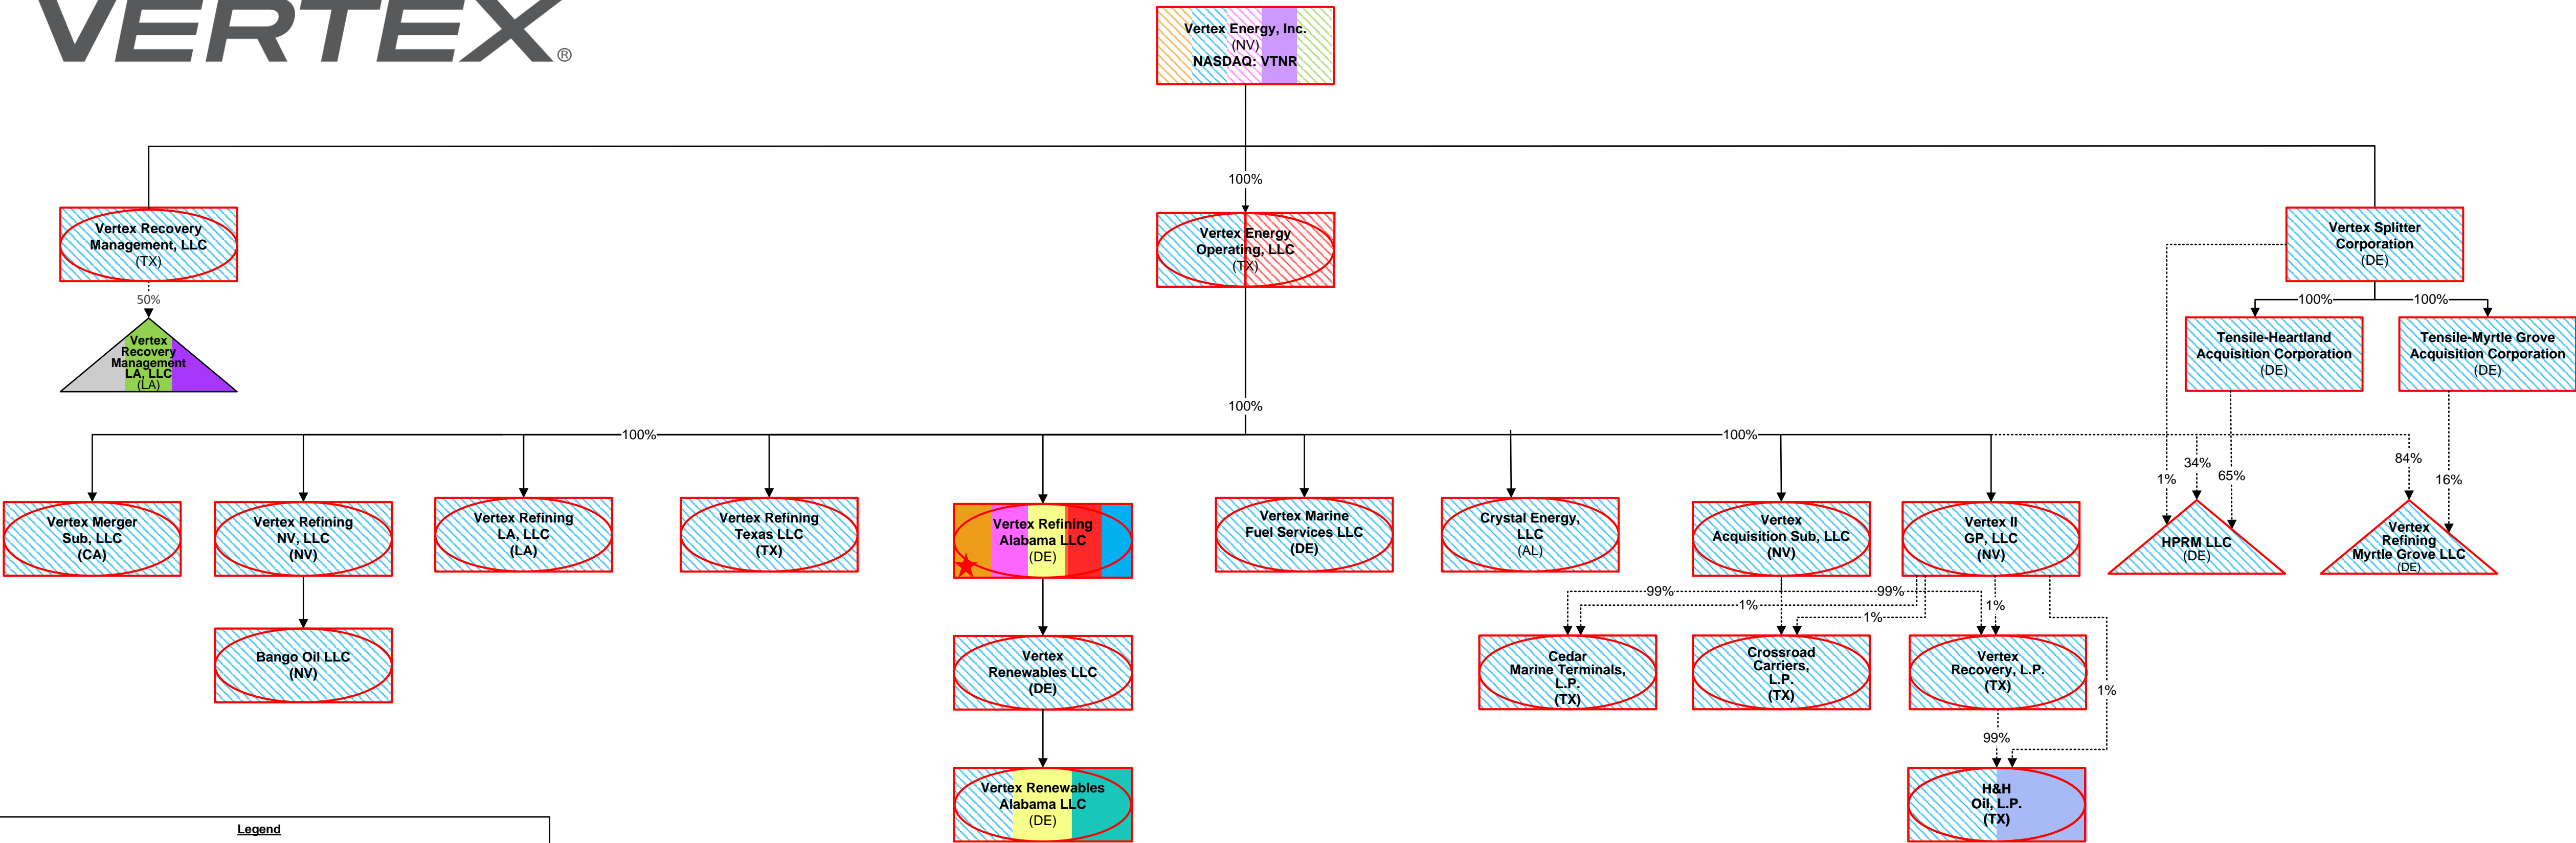 VERTEX®
Vertex Energy, Inc.
(NV)
NASDAQ: VTNR
100%
Vertex Recovery
Management, LLC
(TX)
Vertex Energy
Operating, LLC
(TX)
Vertex Splitter
Corporation
(DE)
50%
100%
100%
Vertex
Recovery
Management
LA, LLC
(LA)
Tensile-Heartland
Acquisition Corporation
(DE)
Tensile-Myrtle Grove
Acquisition Corporation
(DE)
100%
100%
100%
1%
34%
65%
84%
16%
Vertex Merger
Sub, LLC
(CA)
Vertex Refining
NV, LLC
(NV)
Vertex Refining
LA, LLC
(LA)
Vertex Refining
Texas LLC
(TX)
Vertex Refining
Alabama LLC
(DE)
Vertex Marine
Fuel Services LLC
(DE)
Crystal Energy,
LLC
(AL)
Vertex
Acquisition Sub, LLC
(NV)
Vertex II
GP, LLC
(NV)
HPRM LLC
(DE)
Vertex
Refining
Myrtle Grove LLC
(DE)
99%
99%
1%
1%
1%
Bango Oil LLC
(NV)
Vertex
Renewables LLC
(DE)
Cedar
Marine Terminals,
L.P.
(TX)
Crossroad
Carriers,
L.P.
(TX)
Vertex
Recovery, L.P.
(TX)
1%
99%
Vertex Renewables
Alabama LLC
(DE)
H&H
Oil, L.P.
(TX)
Legend